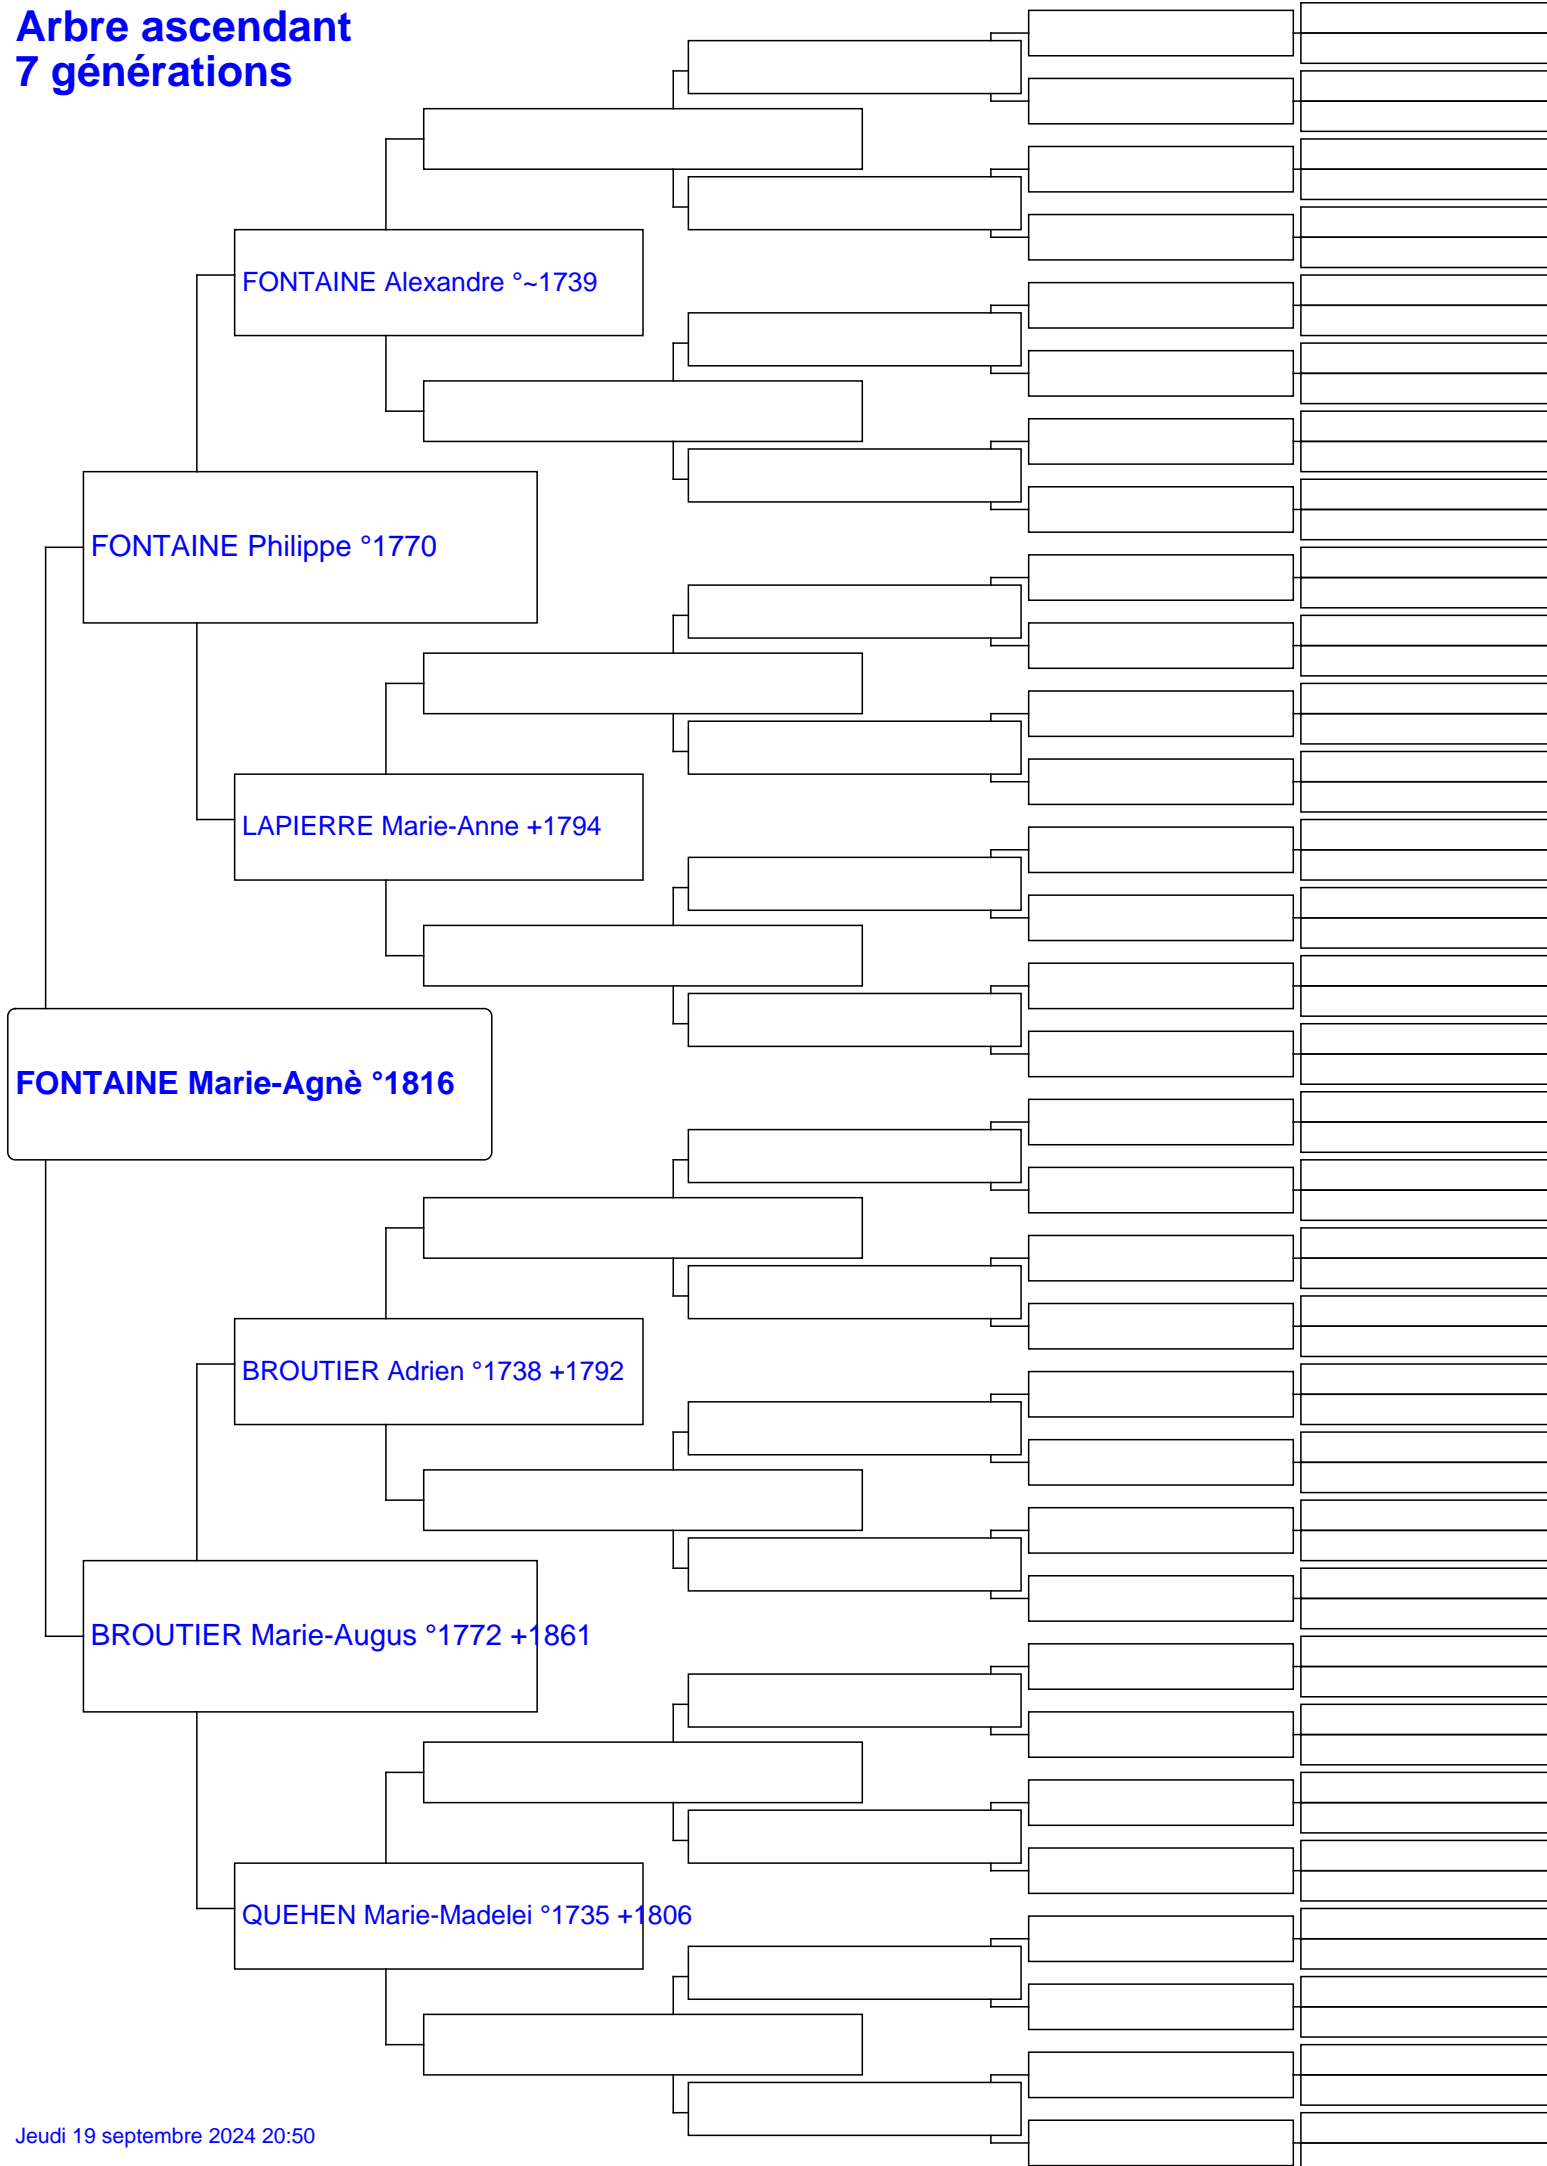 Arbre ascendant
7 générations
FONTAINE Alexandre °~1739
FONTAINE Philippe °1770
LAPIERRE Marie-Anne +1794
FONTAINE Marie-Agnè °1816
BROUTIER Adrien °1738 +1792
BROUTIER Marie-Augus °1772 +1861
QUEHEN Marie-Madelei °1735 +1806
Jeudi 19 septembre 2024 20:50